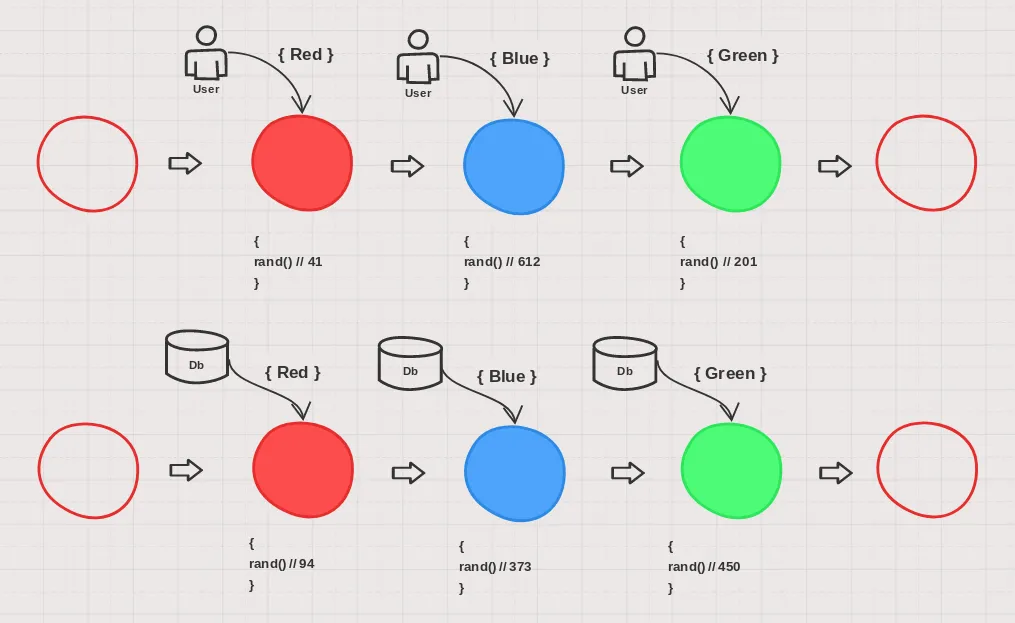 { Red }
{ Blue }
{ Green }
User
User
User
{
rand() // 41
}
{
rand() // 612
}
{
rand() // 201
}
Db
{ Red }
Db
{ Blue }
Db
{ Green }
{
rand() // 94
}
{
rand() // 373
}
{
rand() // 450
}